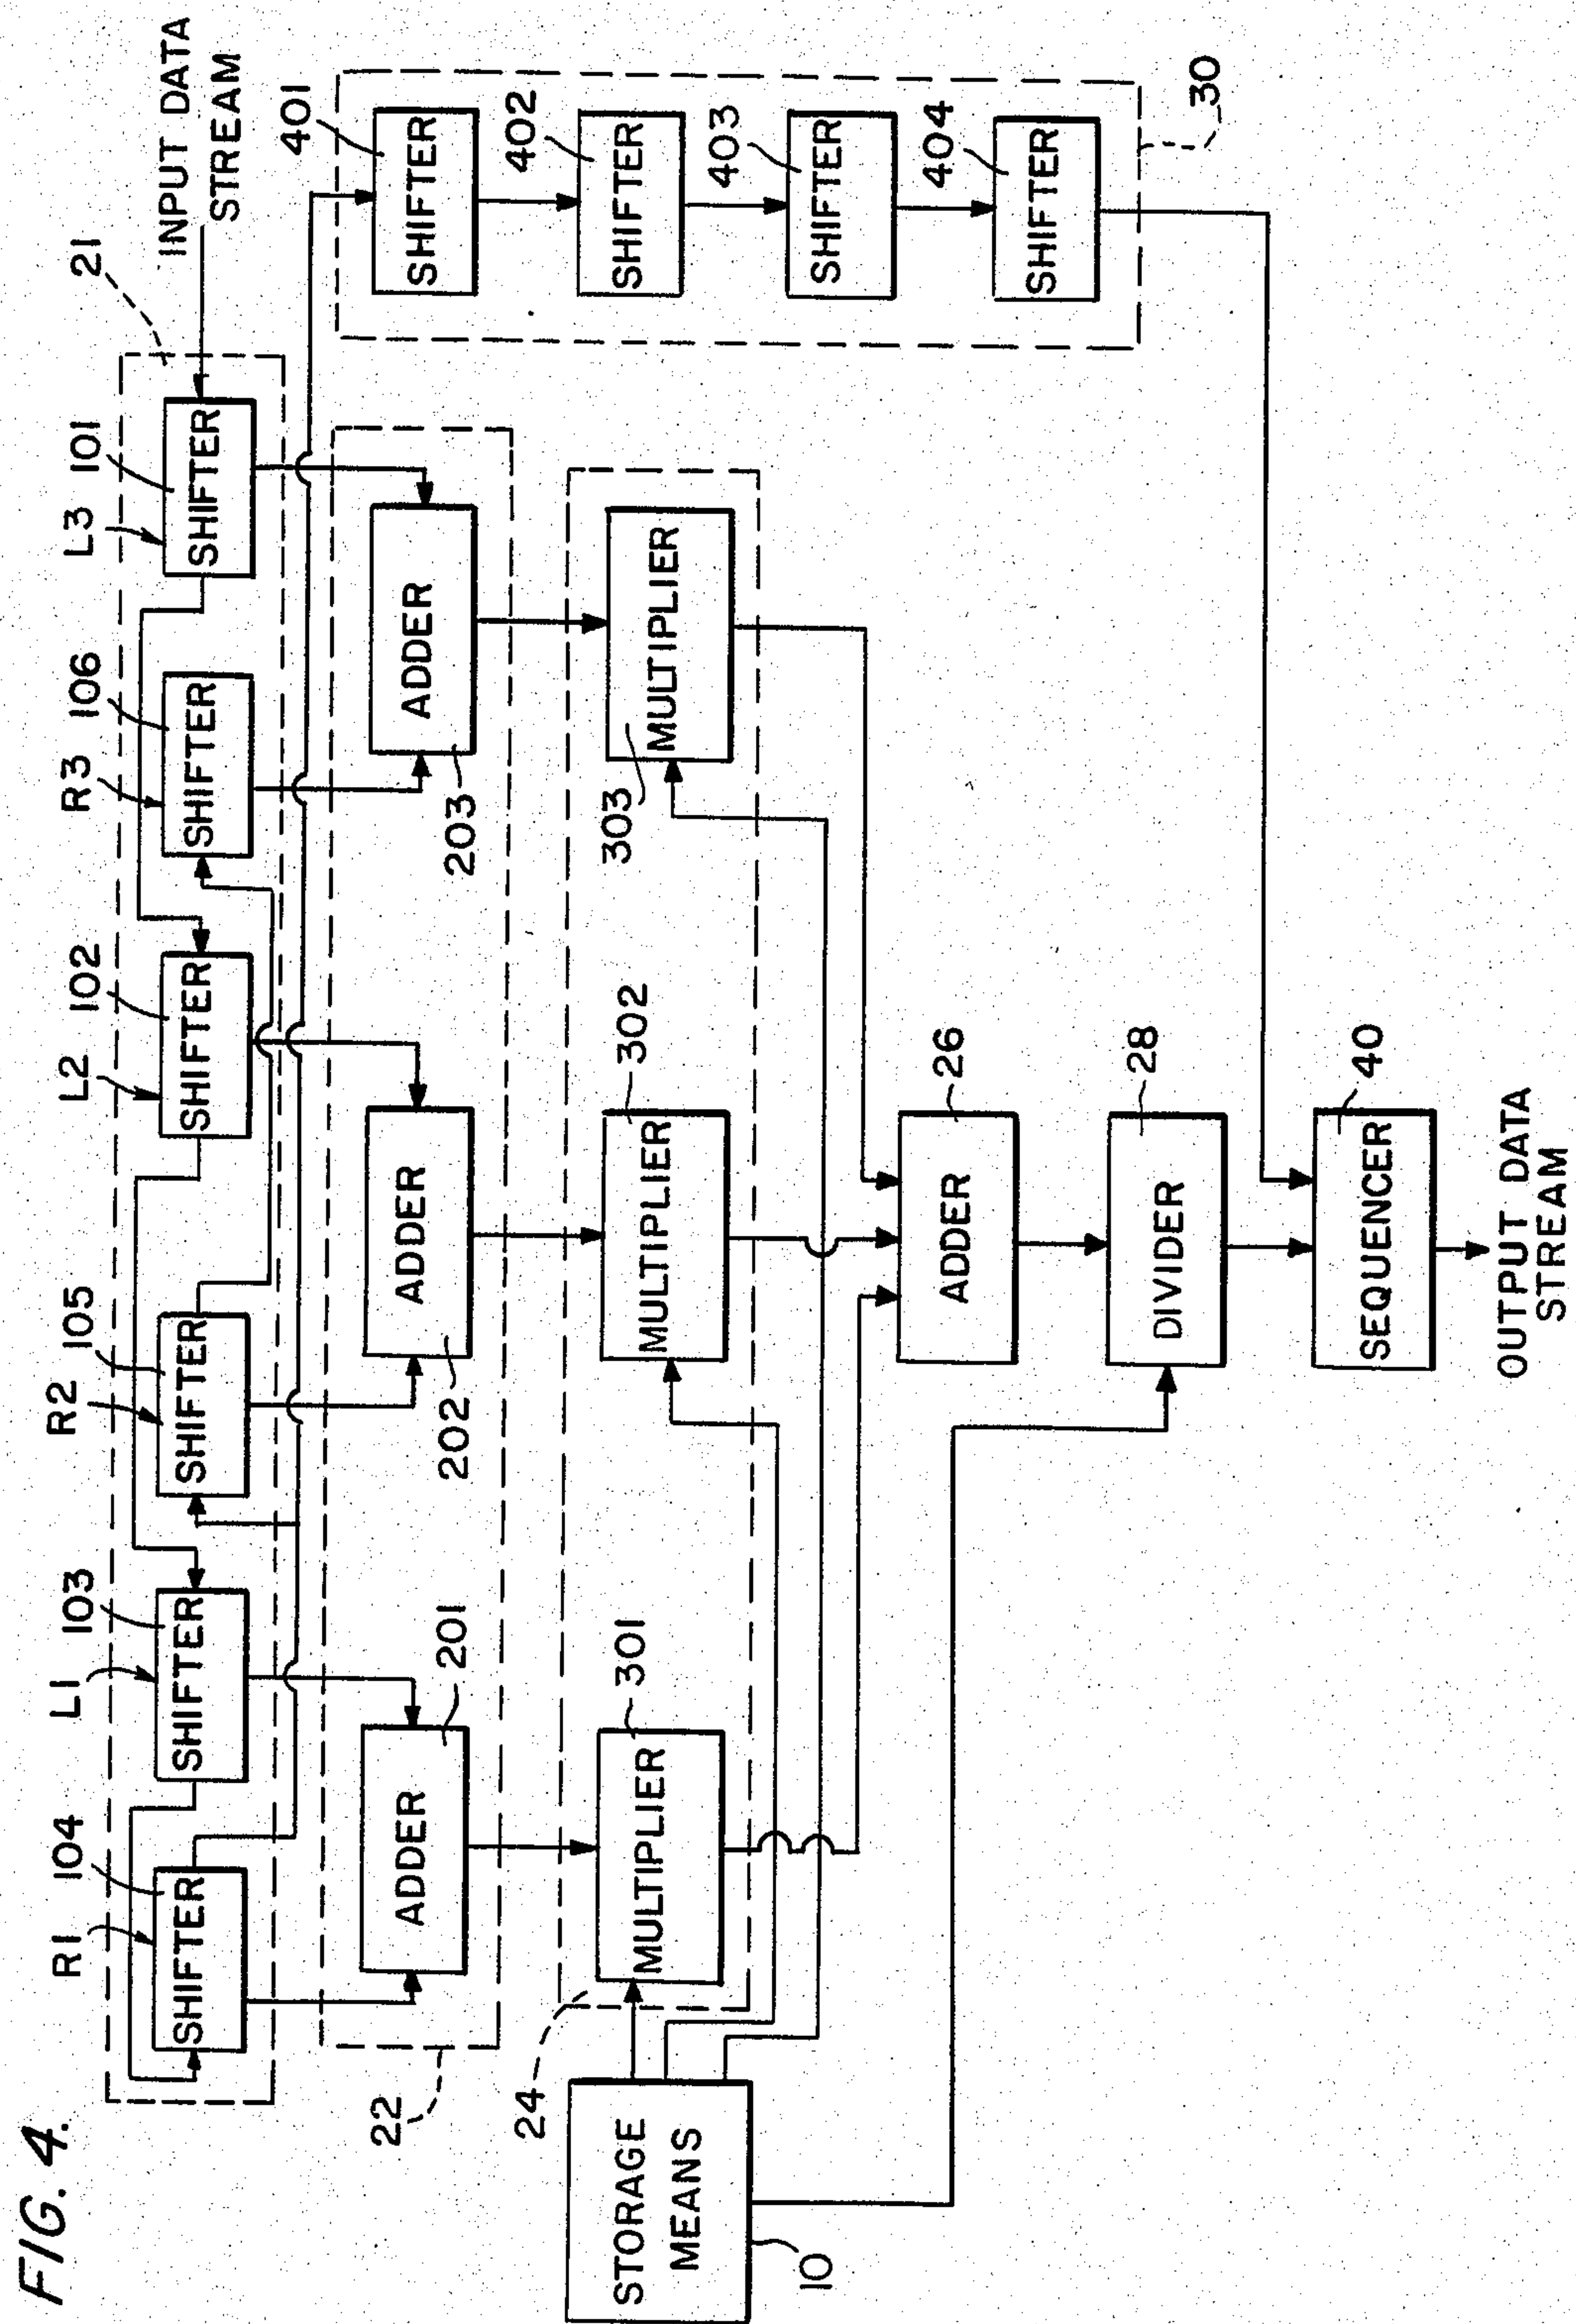 FIG. 4.
INPUT DATA
STREAM
21
R1
104
L1
103
R2
105
L2
102
R3
106
L3
101
SHIFTER
SHIFTER
SHIFTER
SHIFTER
SHIFTER
SHIFTER
401
SHIFTER
402
SHIFTER
403
SHIFTER
404
SHIFTER
30
22
ADDER
201
ADDER
202
ADDER
203
24
MULTIPLIER
301
MULTIPLIER
302
MULTIPLIER
303
STORAGE
MEANS
10
ADDER
26
DIVIDER
28
SEQUENCER
40
OUTPUT DATA
STREAM